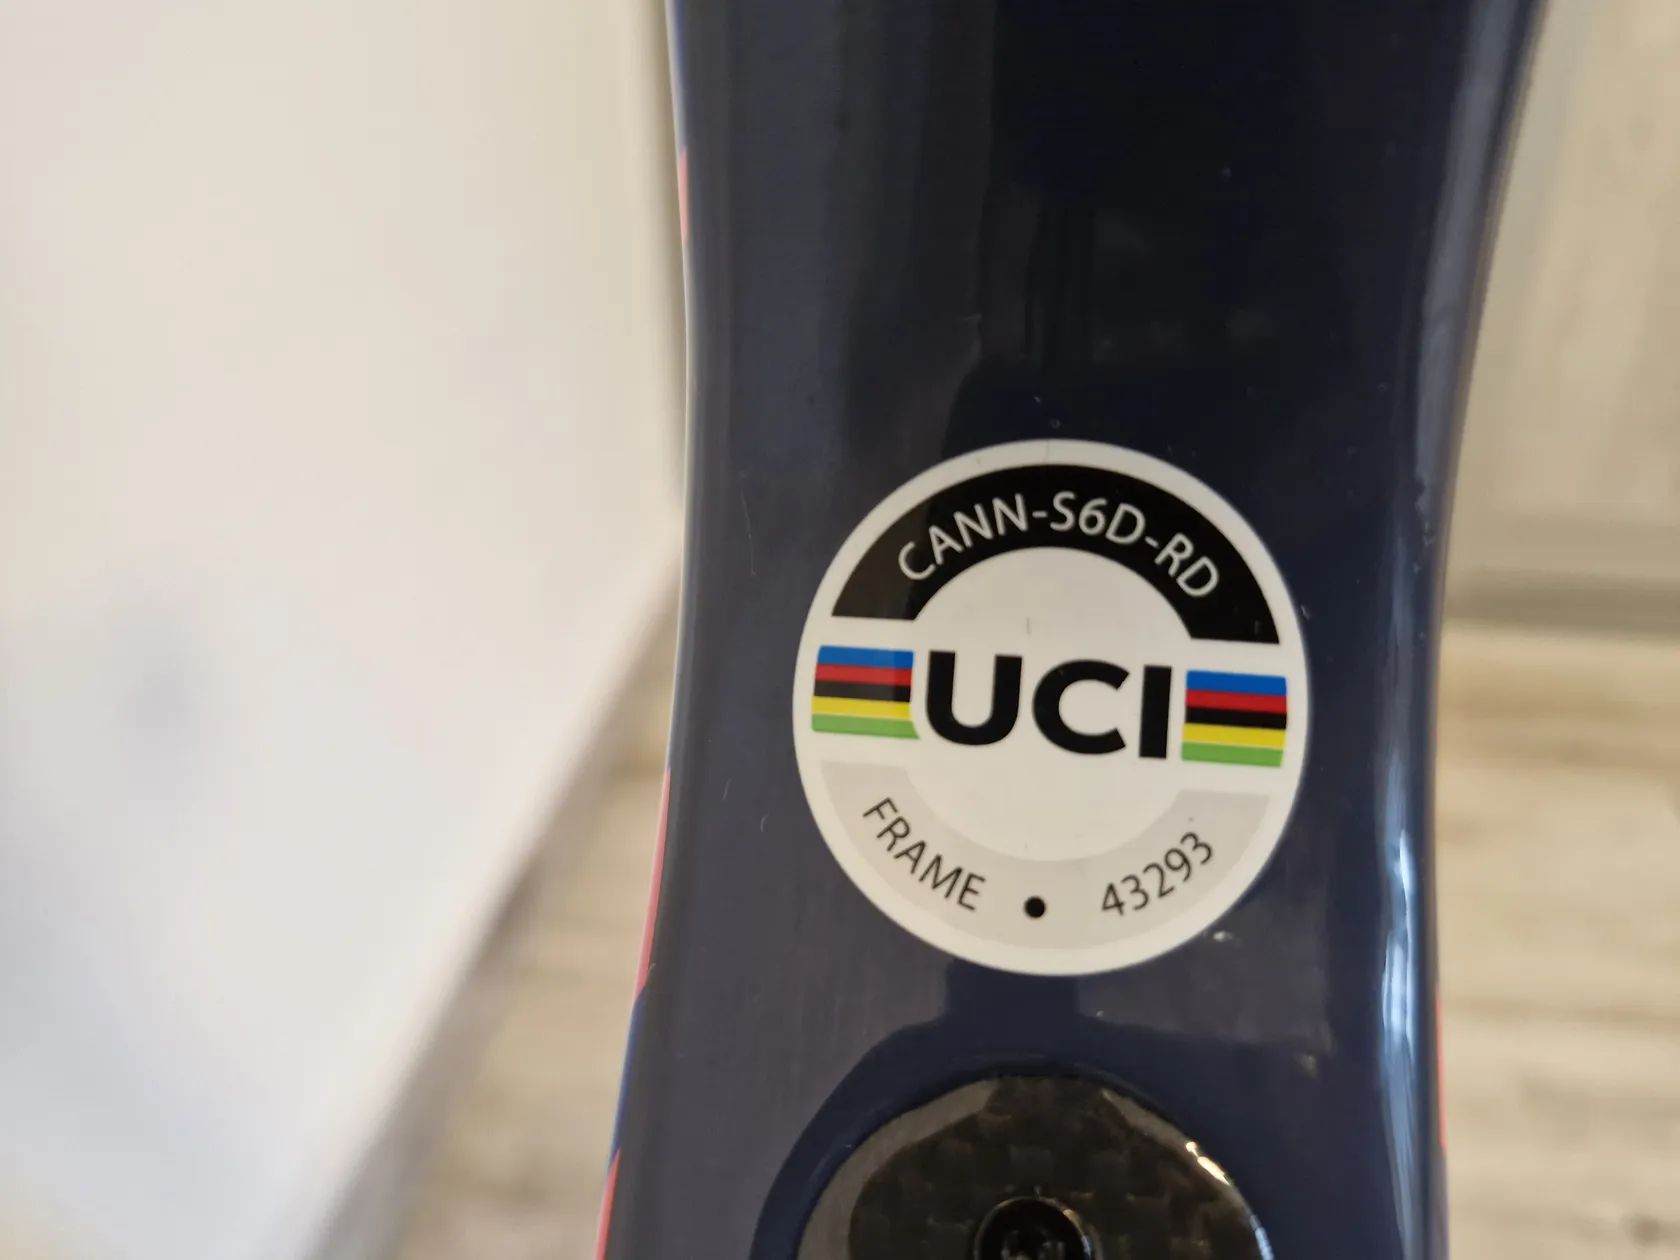 CANN-S6D-RD
UCI
FRAME • 43293